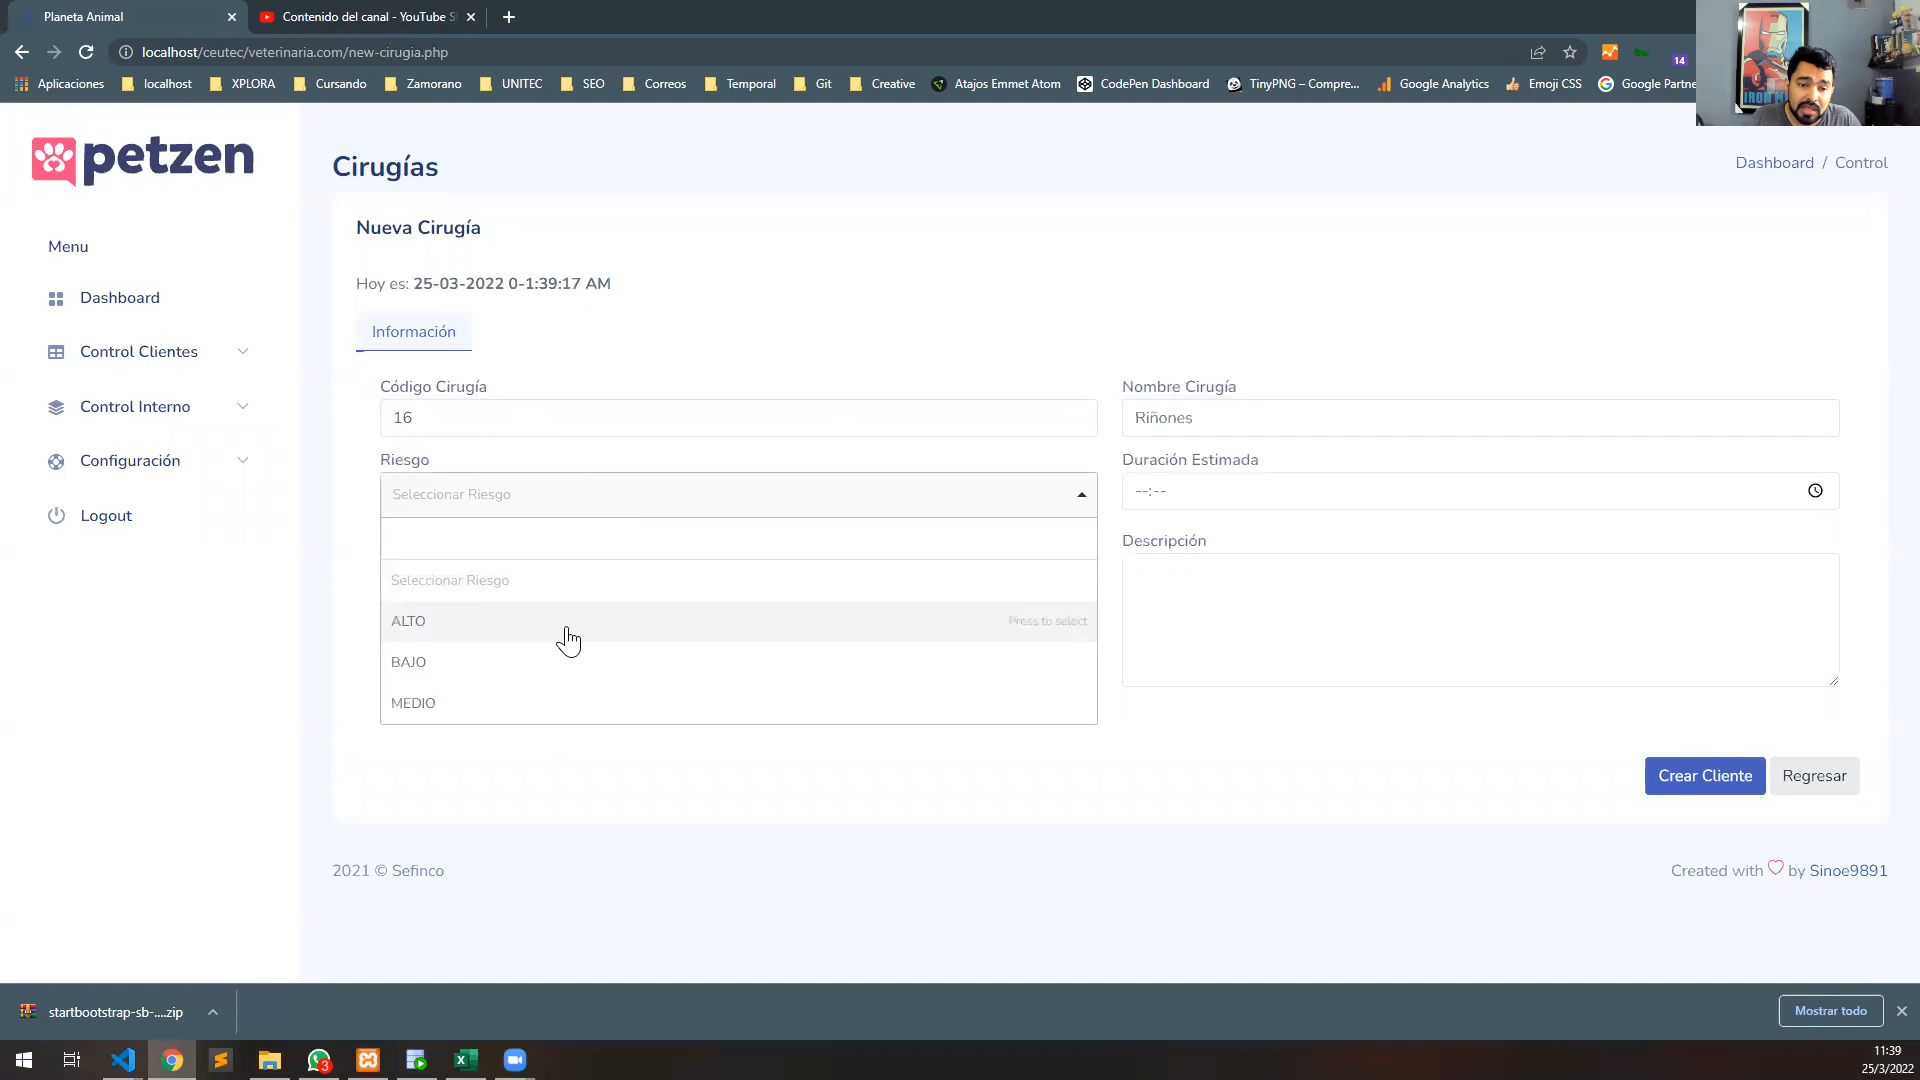 Planeta Animal
Contenido del canal - YouTube S
localhost/ceutec/veterinaria.com/new-cirugia.php
14
Aplicaciones
localhost
XPLORA
Cursando
Zamorano
UNITEC
SEO
Correos
Temporal
Git
Creative
Atajos Emmet Atom
CodePen Dashboard
TinyPNG – Compre...
Google Analytics
Emoji CSS
Google Partne
IRON M
petzen
Menu
Dashboard
Control Clientes
Control Interno
Configuración
Logout
Cirugías
Dashboard / Control
Nueva Cirugía
Hoy es: 25-03-2022 0-1:39:17 AM
Información
Código Cirugía
16
Nombre Cirugía
Riñones
Riesgo
Seleccionar Riesgo
Seleccionar Riesgo
ALTO
Press to select
BAJO
MEDIO
Duración Estimada
--:--
Descripción
Crear Cliente
Regresar
2021 © Sefinco
Created with ♡ by Sinoe9891
startbootstrap-sb-....zip
Mostrar todo
3
11:39
25/3/2022